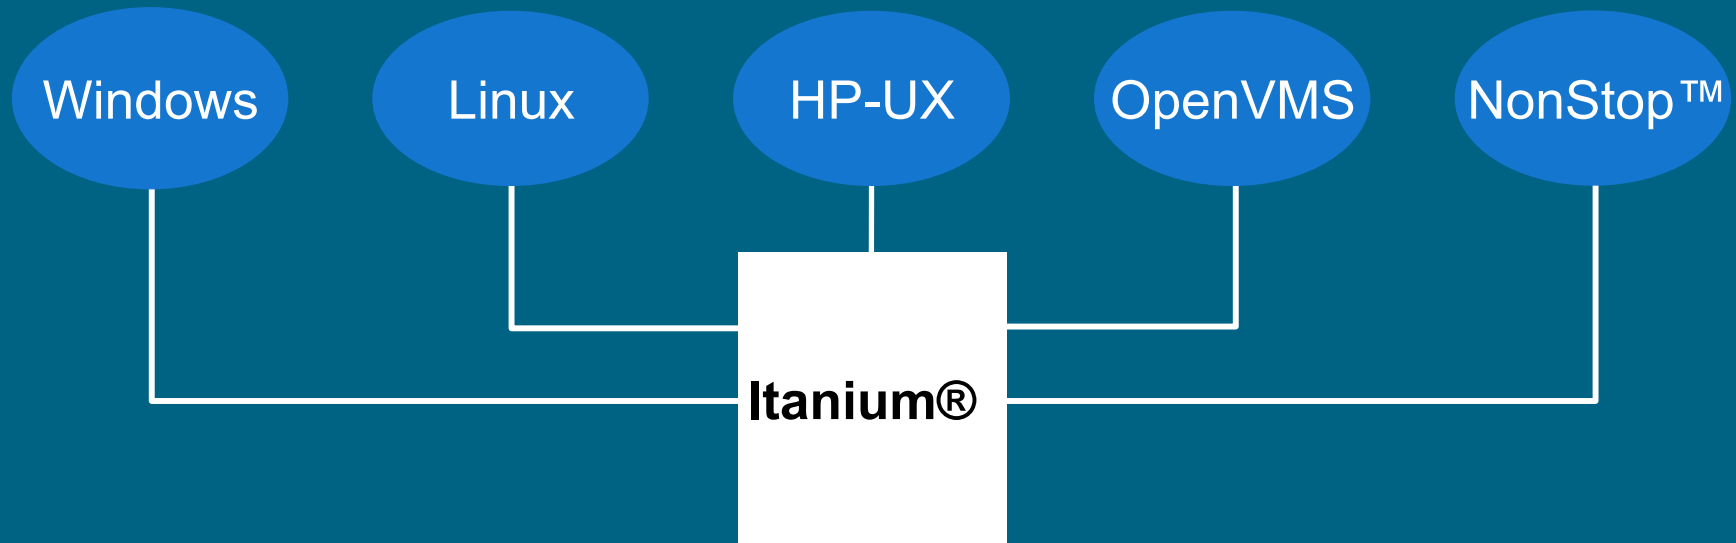 Windows
Linux
HP-UX
OpenVMS
NonStop™
Itanium®